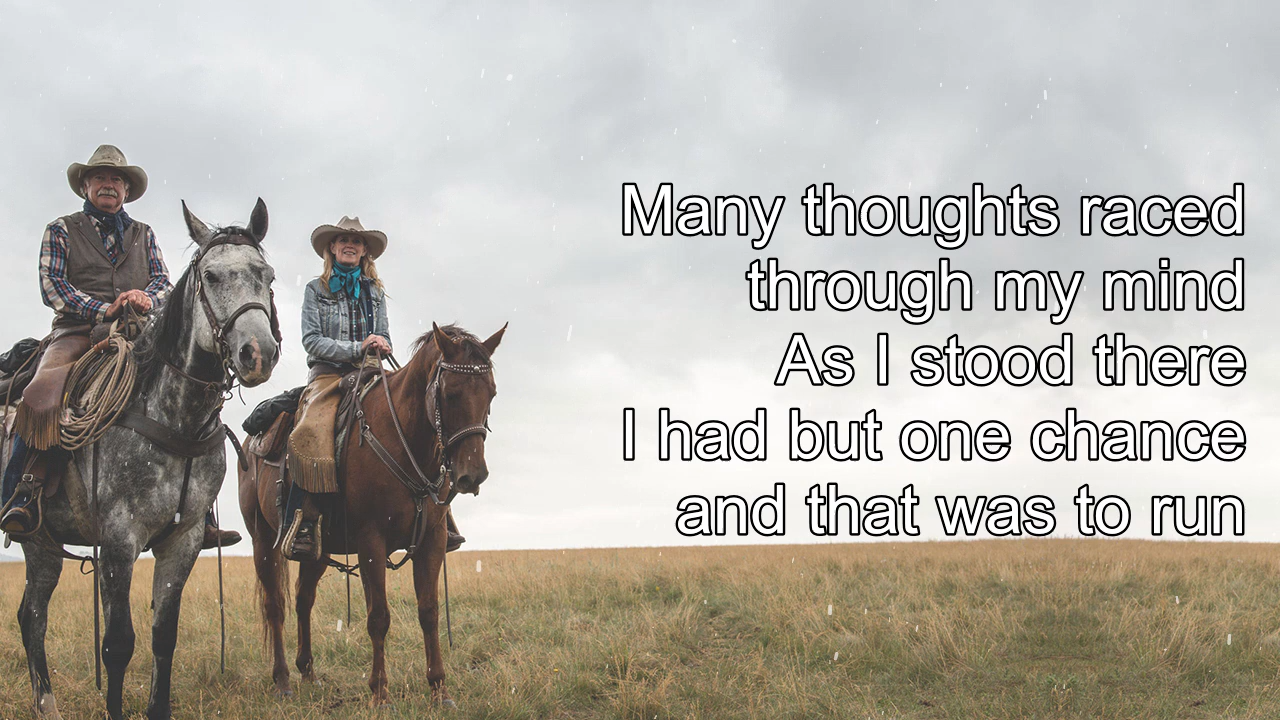 Many thoughts raced
through my mind
As I stood there
I had but one chance
and that was to run